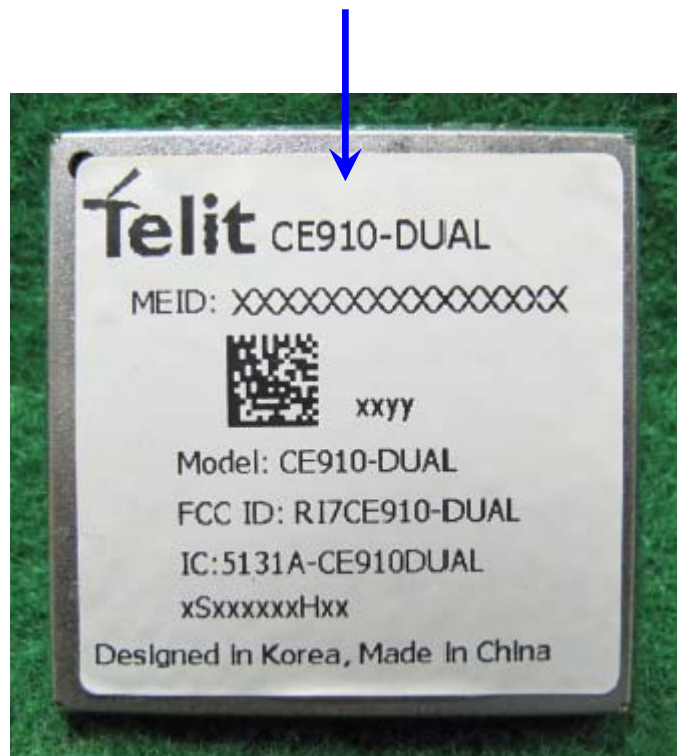 Telit CE910-DUAL
MEID: XXXXXXXXXXXXXXXXXX
xxyy
Model: CE910-DUAL
FCC ID: RI7CE910-DUAL
IC:5131A-CE910DUAL
xSxxxxxxHxx
Designed in Korea, Made in China